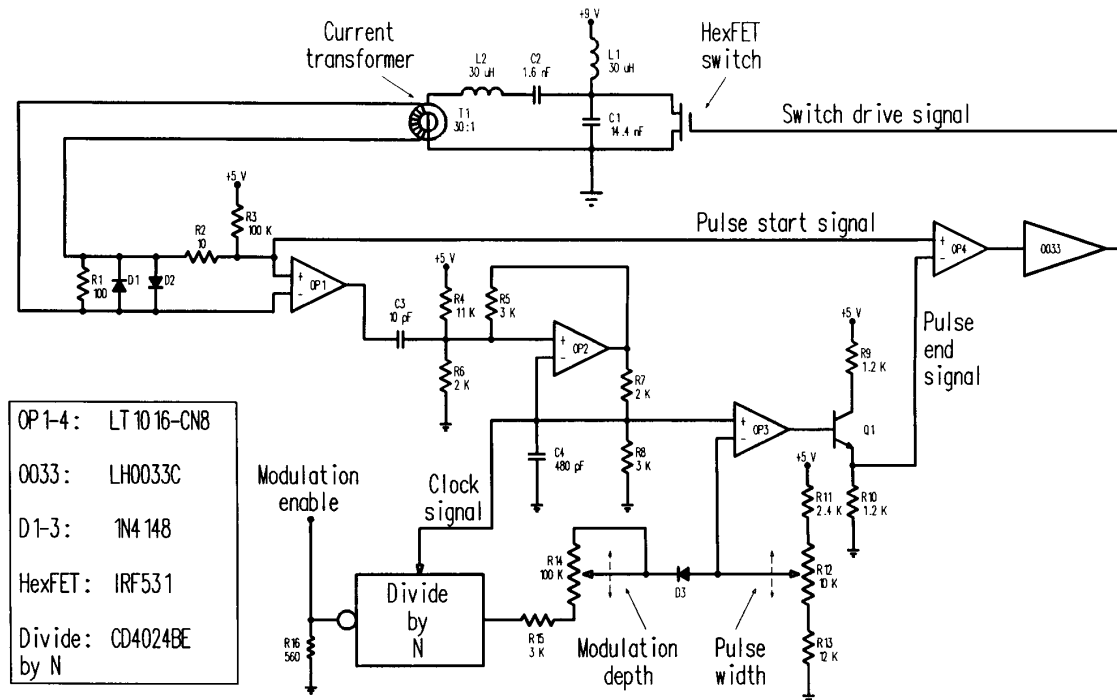 +9 V
Current
transformer
L2
30 uH
C2
1.6 nF
L1
30 uH
HexFET
switch
T1
30:1
C1
14.4 nF
Switch drive signal
+5 V
R3
100 K
R2
10
Pulse start signal
R1
100
D1
D2
+
-
OP1
+
-
OP4
0033
C3
10 pF
+5 V
R4
11 K
R5
3 K
+
-
OP2
R6
2 K
R7
2 K
+5 V
R9
1.2 K
Pulse
end
signal
+
-
OP3
Q1
C4
480 pF
R8
3 K
+5 V
R11
2.4 K
R10
1.2 K
OP1-4: LT1016-CN8
0033: LH0033C
D1-3: 1N4148
HexFET: IRF531
Divide: CD4024BE
by N
Modulation
enable
Clock
signal
R14
100 K
D3
R12
10 K
Divide
by
N
R15
3 K
R16
560
Modulation
depth
Pulse
width
R13
12 K